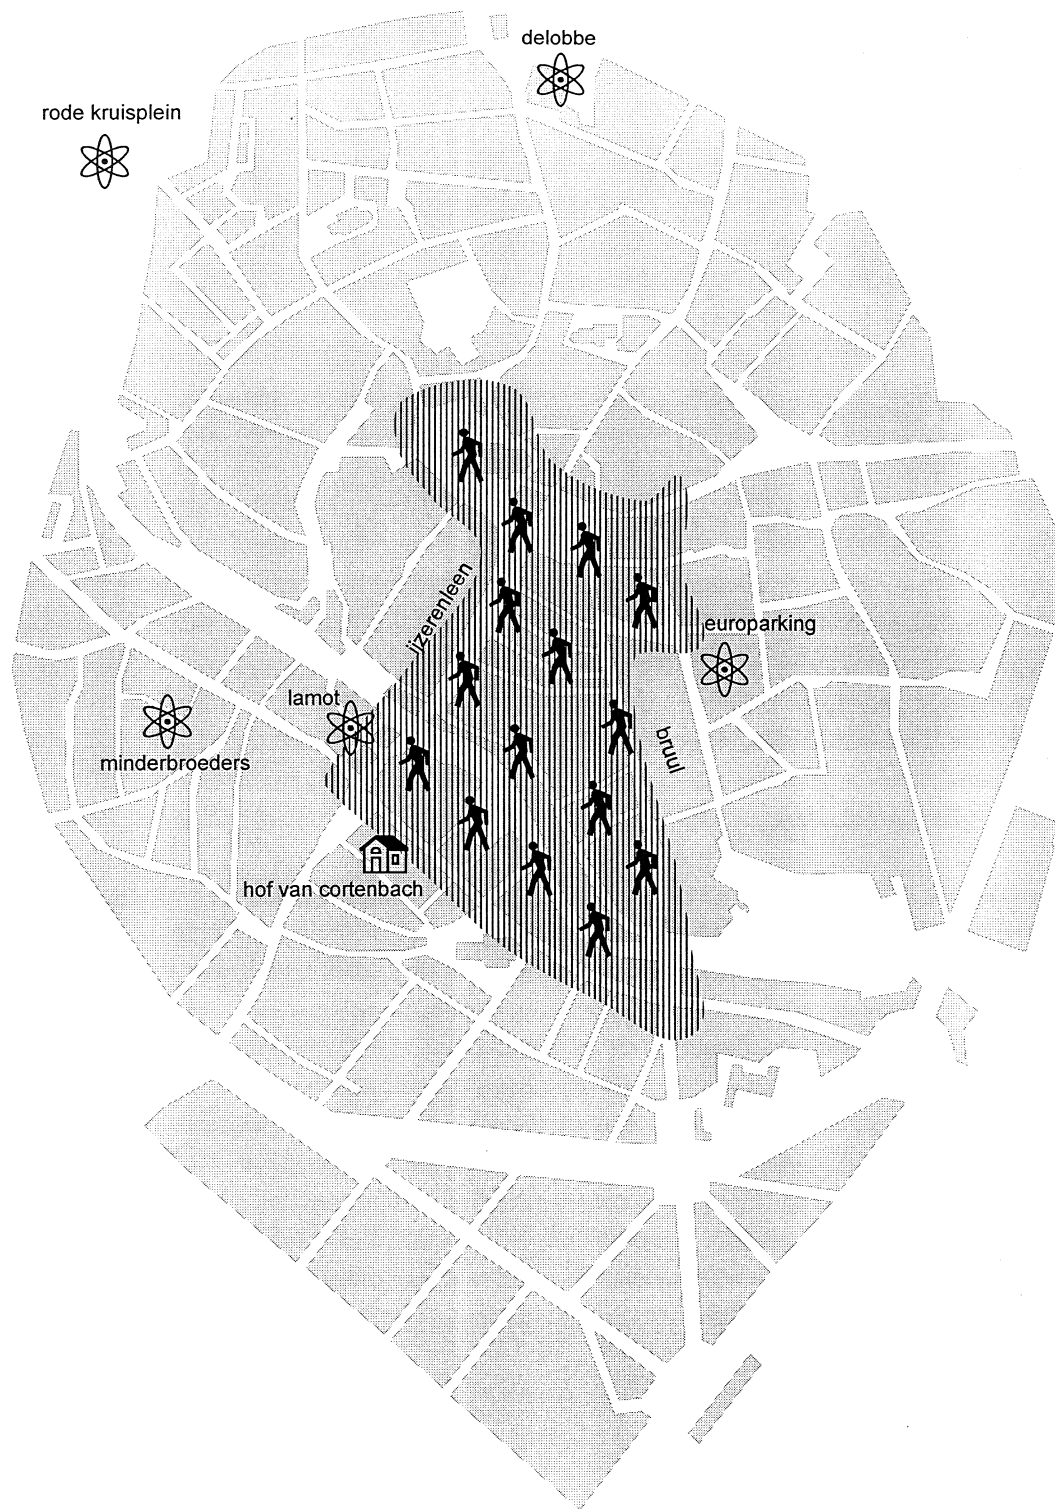 delobbe
rode kruisplein
ijzerenleen
europarking
lamot
bruul
minderbroeders
hof van cortenbach